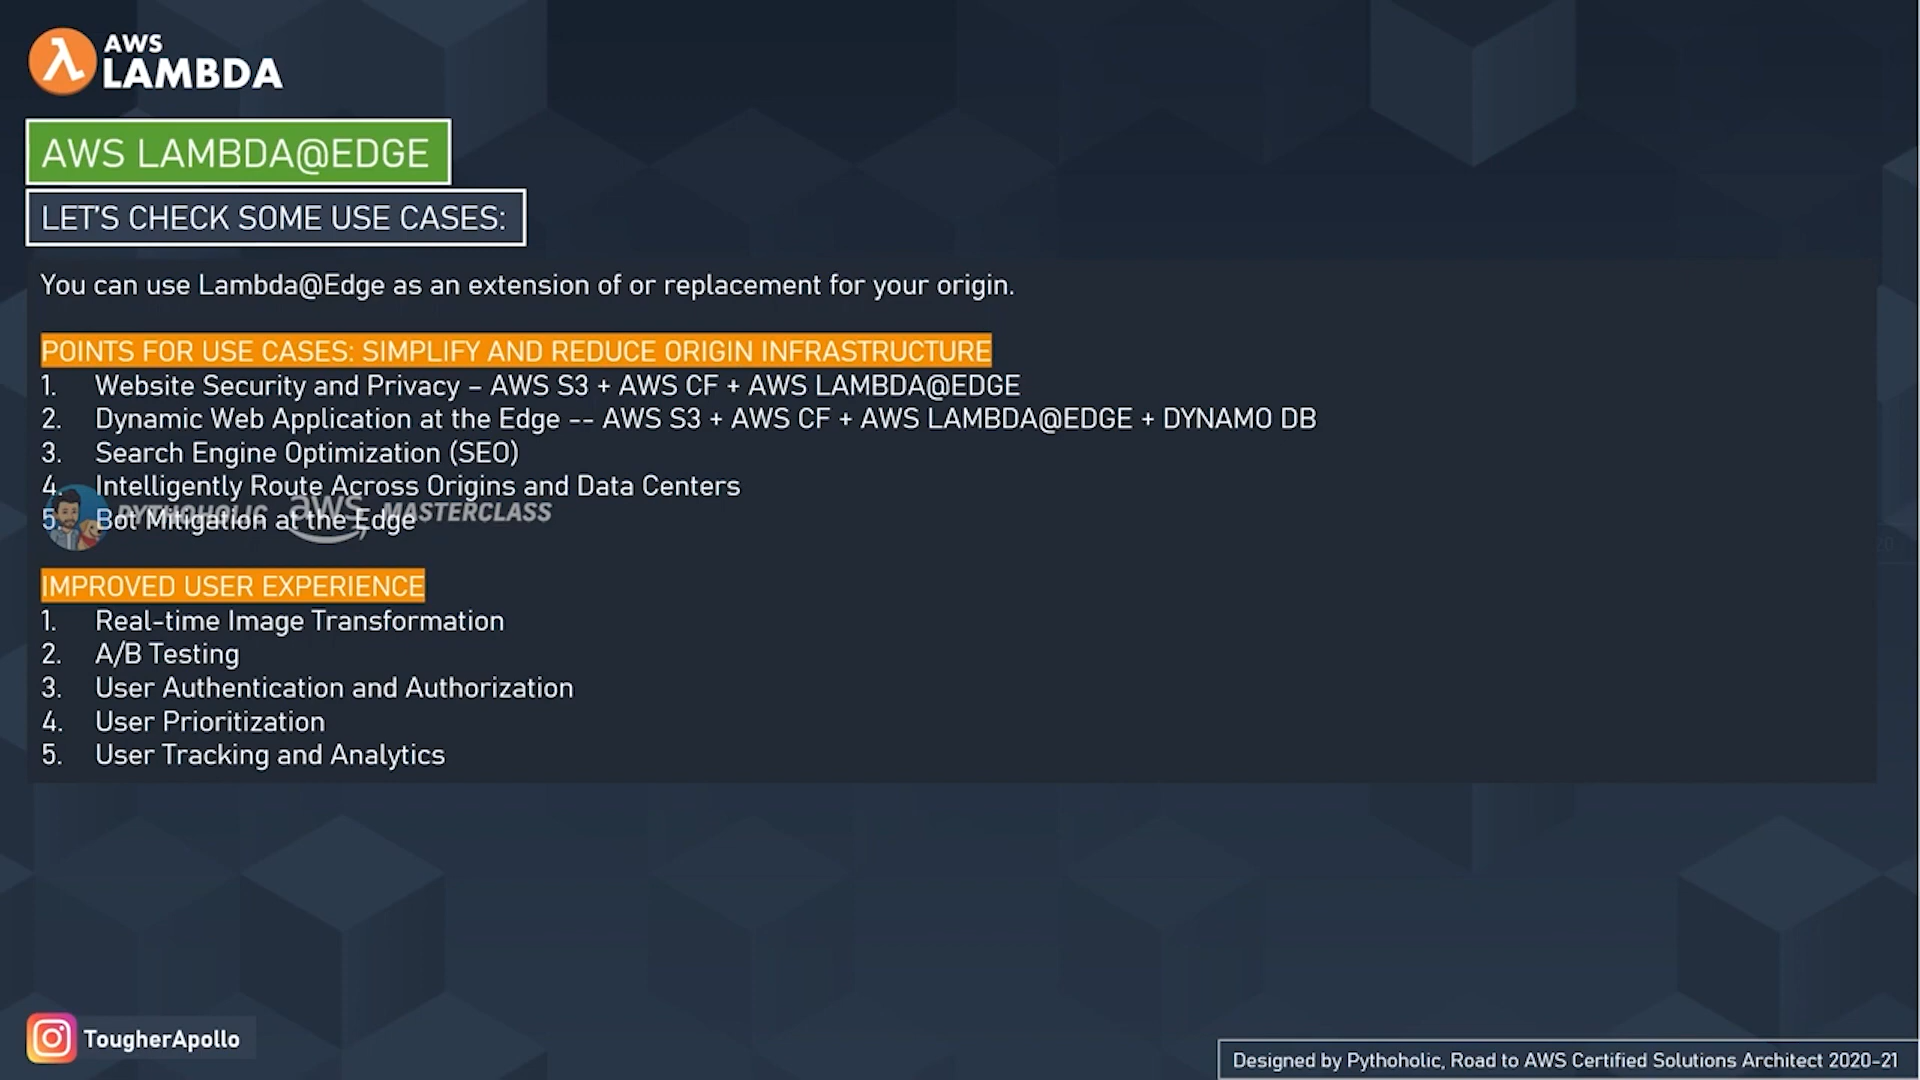 AWS
LAMBDA
AWS LAMBDA@EDGE
LET'S CHECK SOME USE CASES:
You can use Lambda@Edge as an extension of or replacement for your origin.
POINTS FOR USE CASES: SIMPLIFY AND REDUCE ORIGIN INFRASTRUCTURE
1. Website Security and Privacy – AWS S3 + AWS CF + AWS LAMBDA@EDGE
2. Dynamic Web Application at the Edge -- AWS S3 + AWS CF + AWS LAMBDA@EDGE + DYNAMO DB
3. Search Engine Optimization (SEO)
4. Intelligently Route Across Origins and Data Centers
5. Bot Mitigation at the Edge
PYTHOHOLIC aws MASTERCLASS
IMPROVED USER EXPERIENCE
1. Real-time Image Transformation
2. A/B Testing
3. User Authentication and Authorization
4. User Prioritization
5. User Tracking and Analytics
TougherApollo
Designed by Pythoholic, Road to AWS Certified Solutions Architect 2020-21